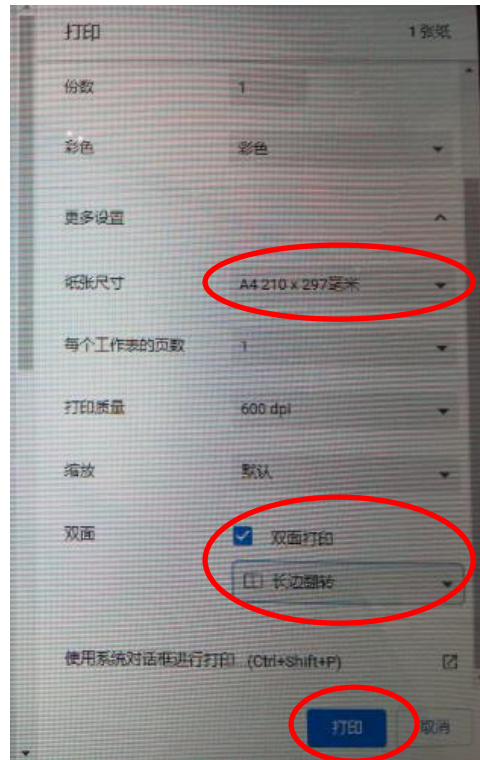 打印 1 张纸
份数 1
彩色 彩色
更多设置
纸张尺寸 A4 210 x 297毫米
每个工作表的页数 1
打印质量 600 dpi
缩放 默认
双面 双面打印
长边翻转
使用系统对话框进行打印...(Ctrl+Shift+P)
打印 取消